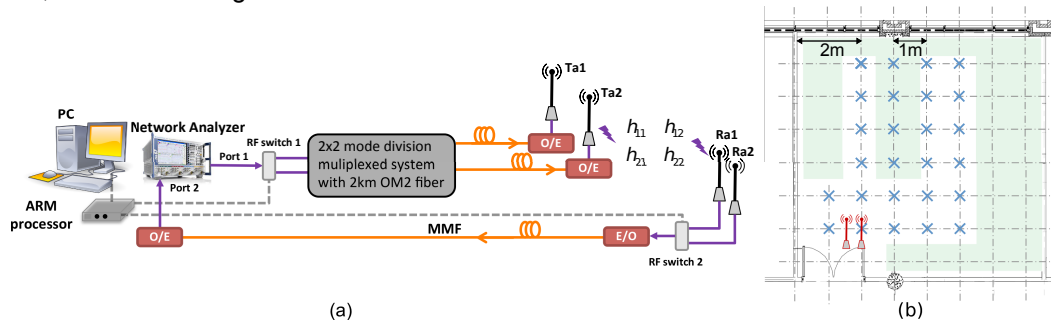 PC
Network Analyzer
Port 1
Port 2
RF switch 1
2x2 mode division
muliplexed system
with 2km OM2 fiber
Ta1
Ta2
O/E
O/E
h11 h12
h21 h22
Ra1
Ra2
ARM
processor
O/E
MMF
E/O
RF switch 2
(a)
2m
1m
(b)